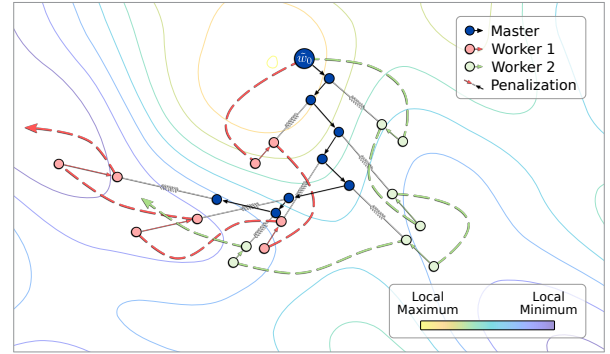 w̃₀
Master
Worker 1
Worker 2
Penalization
Local Maximum
Local Minimum